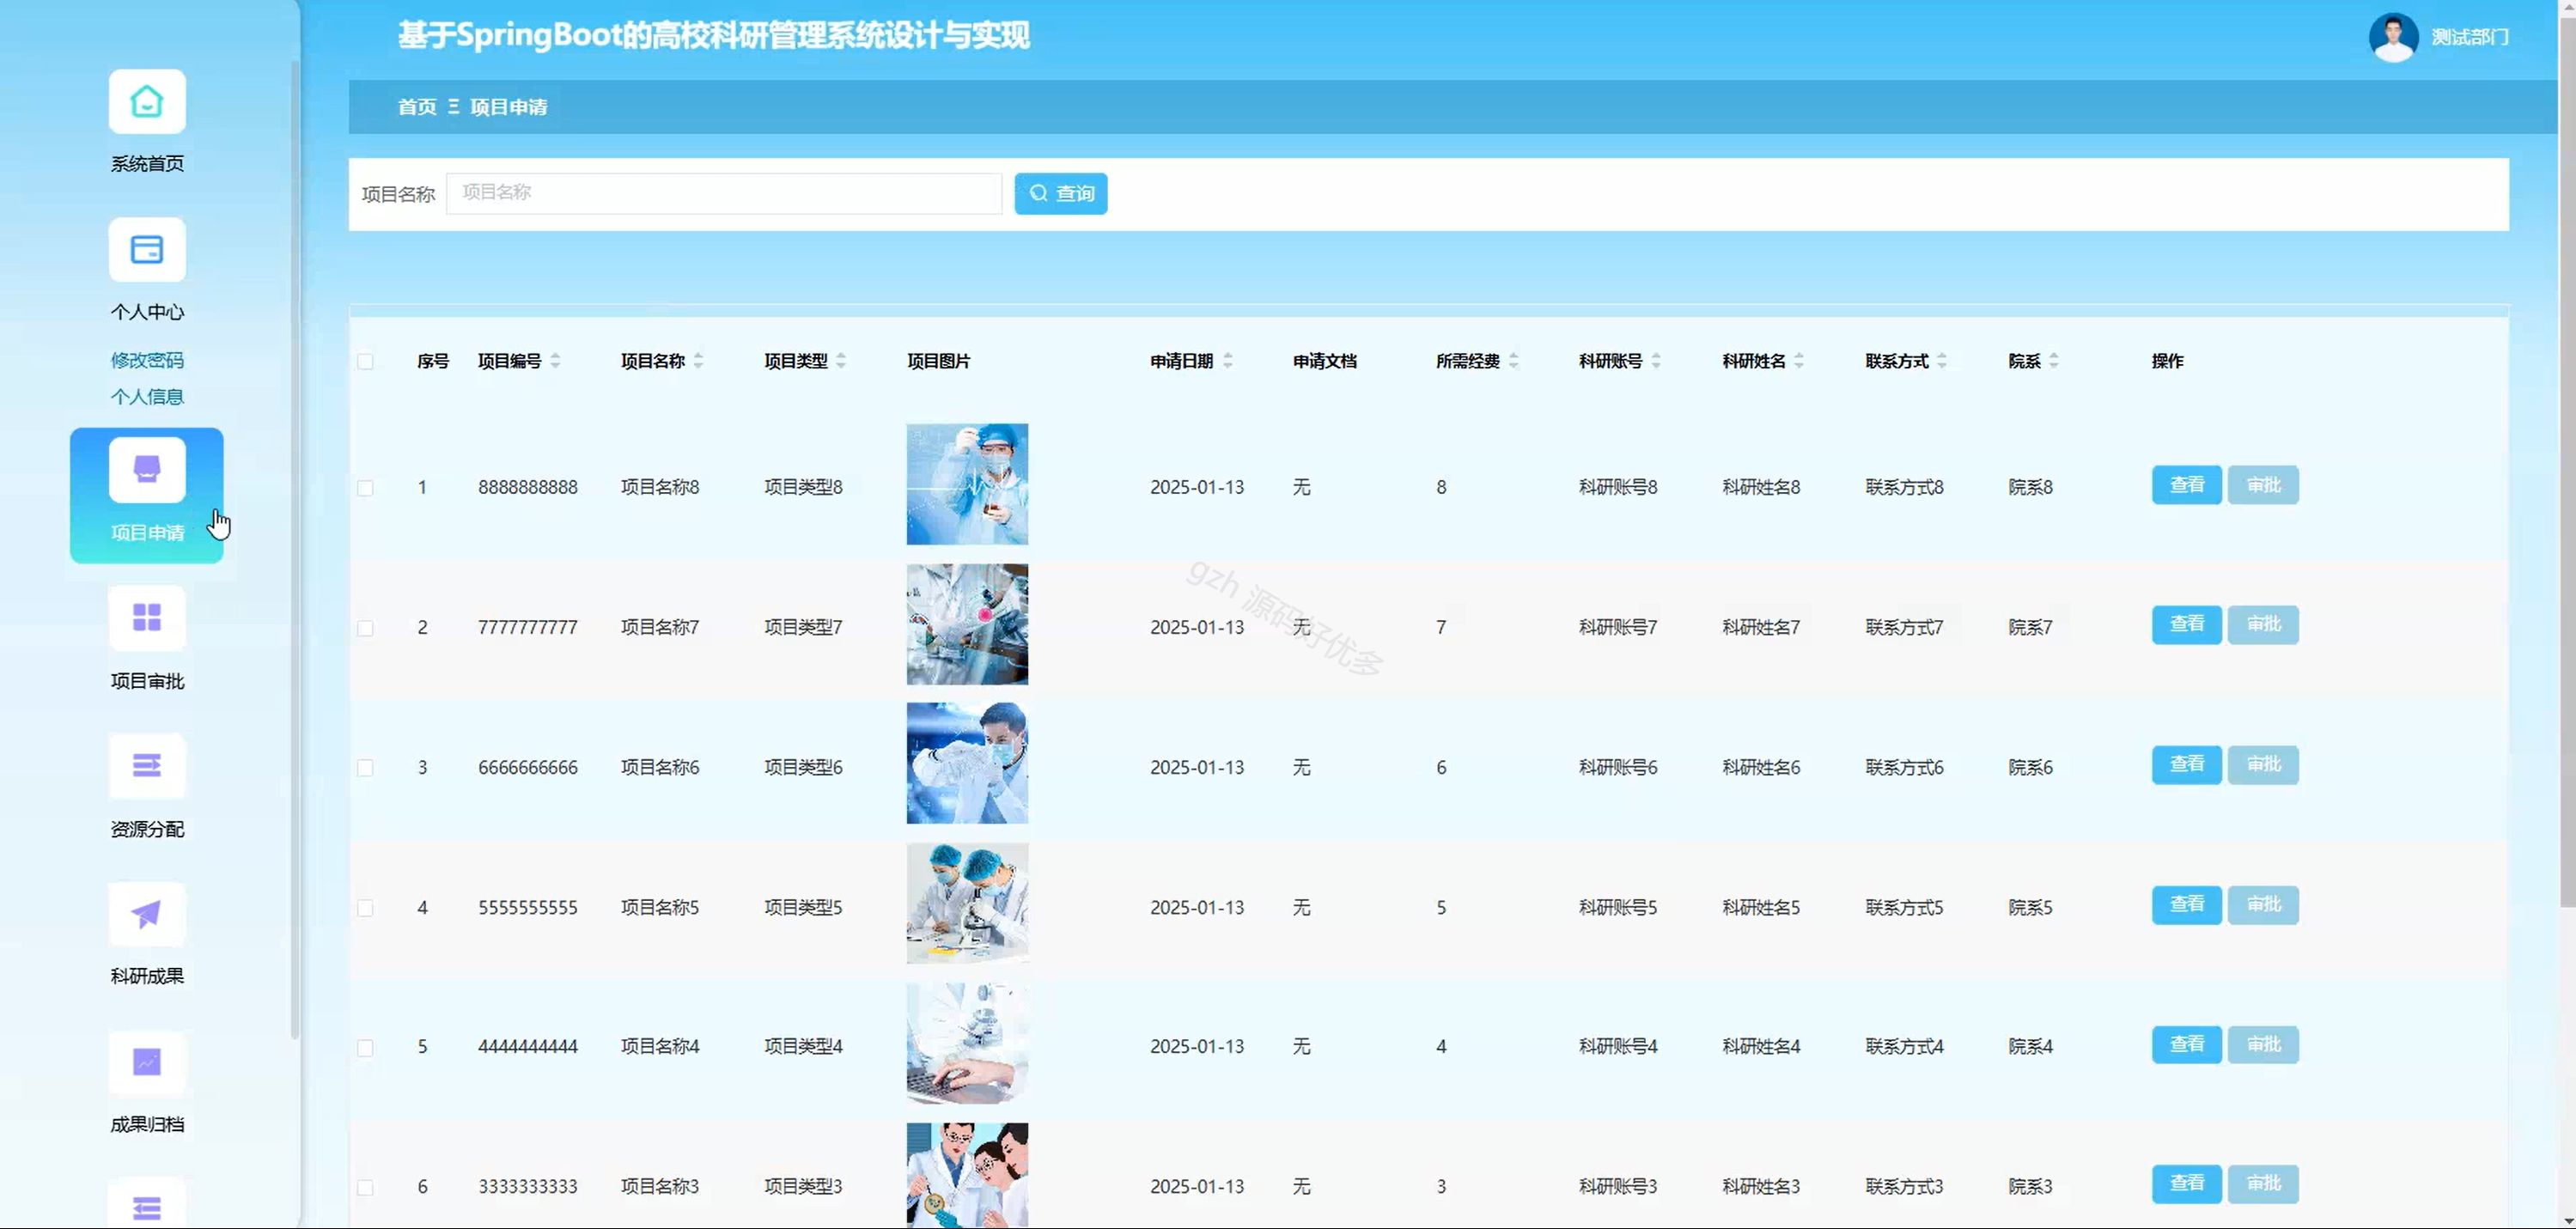 基于SpringBoot的高校科研管理系统设计与实现
测试部门
首页 Ξ 项目申请
系统首页
个人中心
修改密码
个人信息
项目申请
项目审批
资源分配
科研成果
成果归档
项目名称 项目名称 查询
序号 项目编号 项目名称 项目类型 项目图片 申请日期 申请文档 所需经费 科研账号 科研姓名 联系方式 院系 操作
1 8888888888 项目名称8 项目类型8 2025-01-13 无 8 科研账号8 科研姓名8 联系方式8 院系8 查看 审批
2 7777777777 项目名称7 项目类型7 2025-01-13 无 7 科研账号7 科研姓名7 联系方式7 院系7 查看 审批
3 6666666666 项目名称6 项目类型6 2025-01-13 无 6 科研账号6 科研姓名6 联系方式6 院系6 查看 审批
4 5555555555 项目名称5 项目类型5 2025-01-13 无 5 科研账号5 科研姓名5 联系方式5 院系5 查看 审批
5 4444444444 项目名称4 项目类型4 2025-01-13 无 4 科研账号4 科研姓名4 联系方式4 院系4 查看 审批
6 3333333333 项目名称3 项目类型3 2025-01-13 无 3 科研账号3 科研姓名3 联系方式3 院系3 查看 审批
gzh 源码好优多